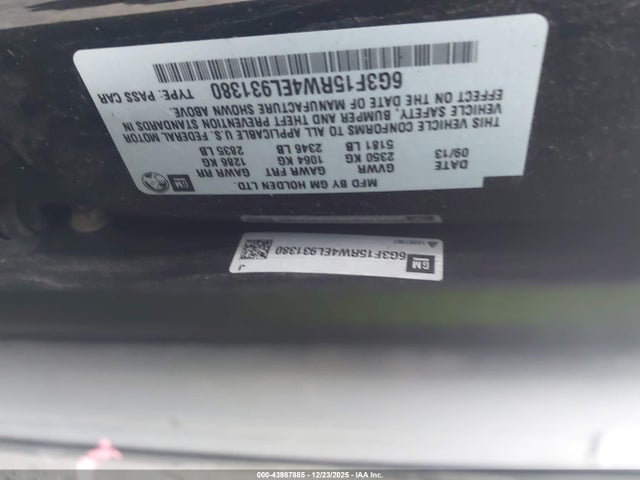 MFD BY GM HOLDEN LTD.
GM
DATE GVWR GAWR FRT GAWR RR
09/13 2350 KG 1064 KG 1286 KG
5181 LB 2346 LB 2835 LB
THIS VEHICLE CONFORMS TO ALL APPLICABLE U.S. FEDERAL MOTOR
VEHICLE SAFETY, BUMPER AND THEFT PREVENTION STANDARDS IN
EFFECT ON THE DATE OF MANUFACTURE SHOWN ABOVE.
6G3F15RW4EL931380 TYPE: PASS CAR
GM
6G3F15RW4EL931380
J
000-43987885 - 12/23/2025 - IAA Inc.